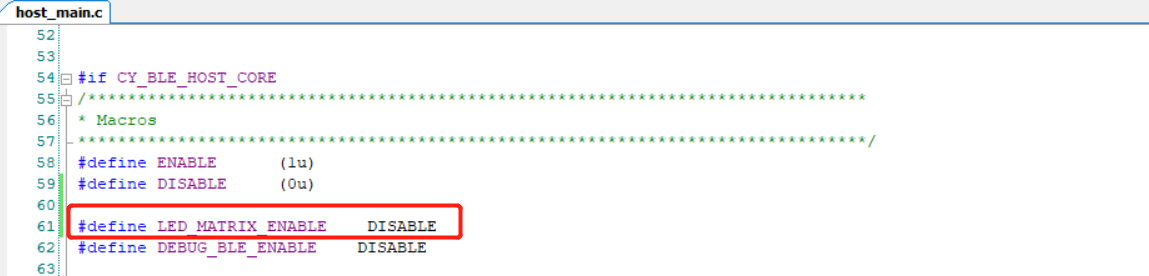 host_main.c
52
53
54 #if CY_BLE_HOST_CORE
55 /******************************************************************************
56 * Macros
57 *******************************************************************************/
58 #define ENABLE (1u)
59 #define DISABLE (0u)
60
61 #define LED_MATRIX_ENABLE DISABLE
62 #define DEBUG_BLE_ENABLE DISABLE
63